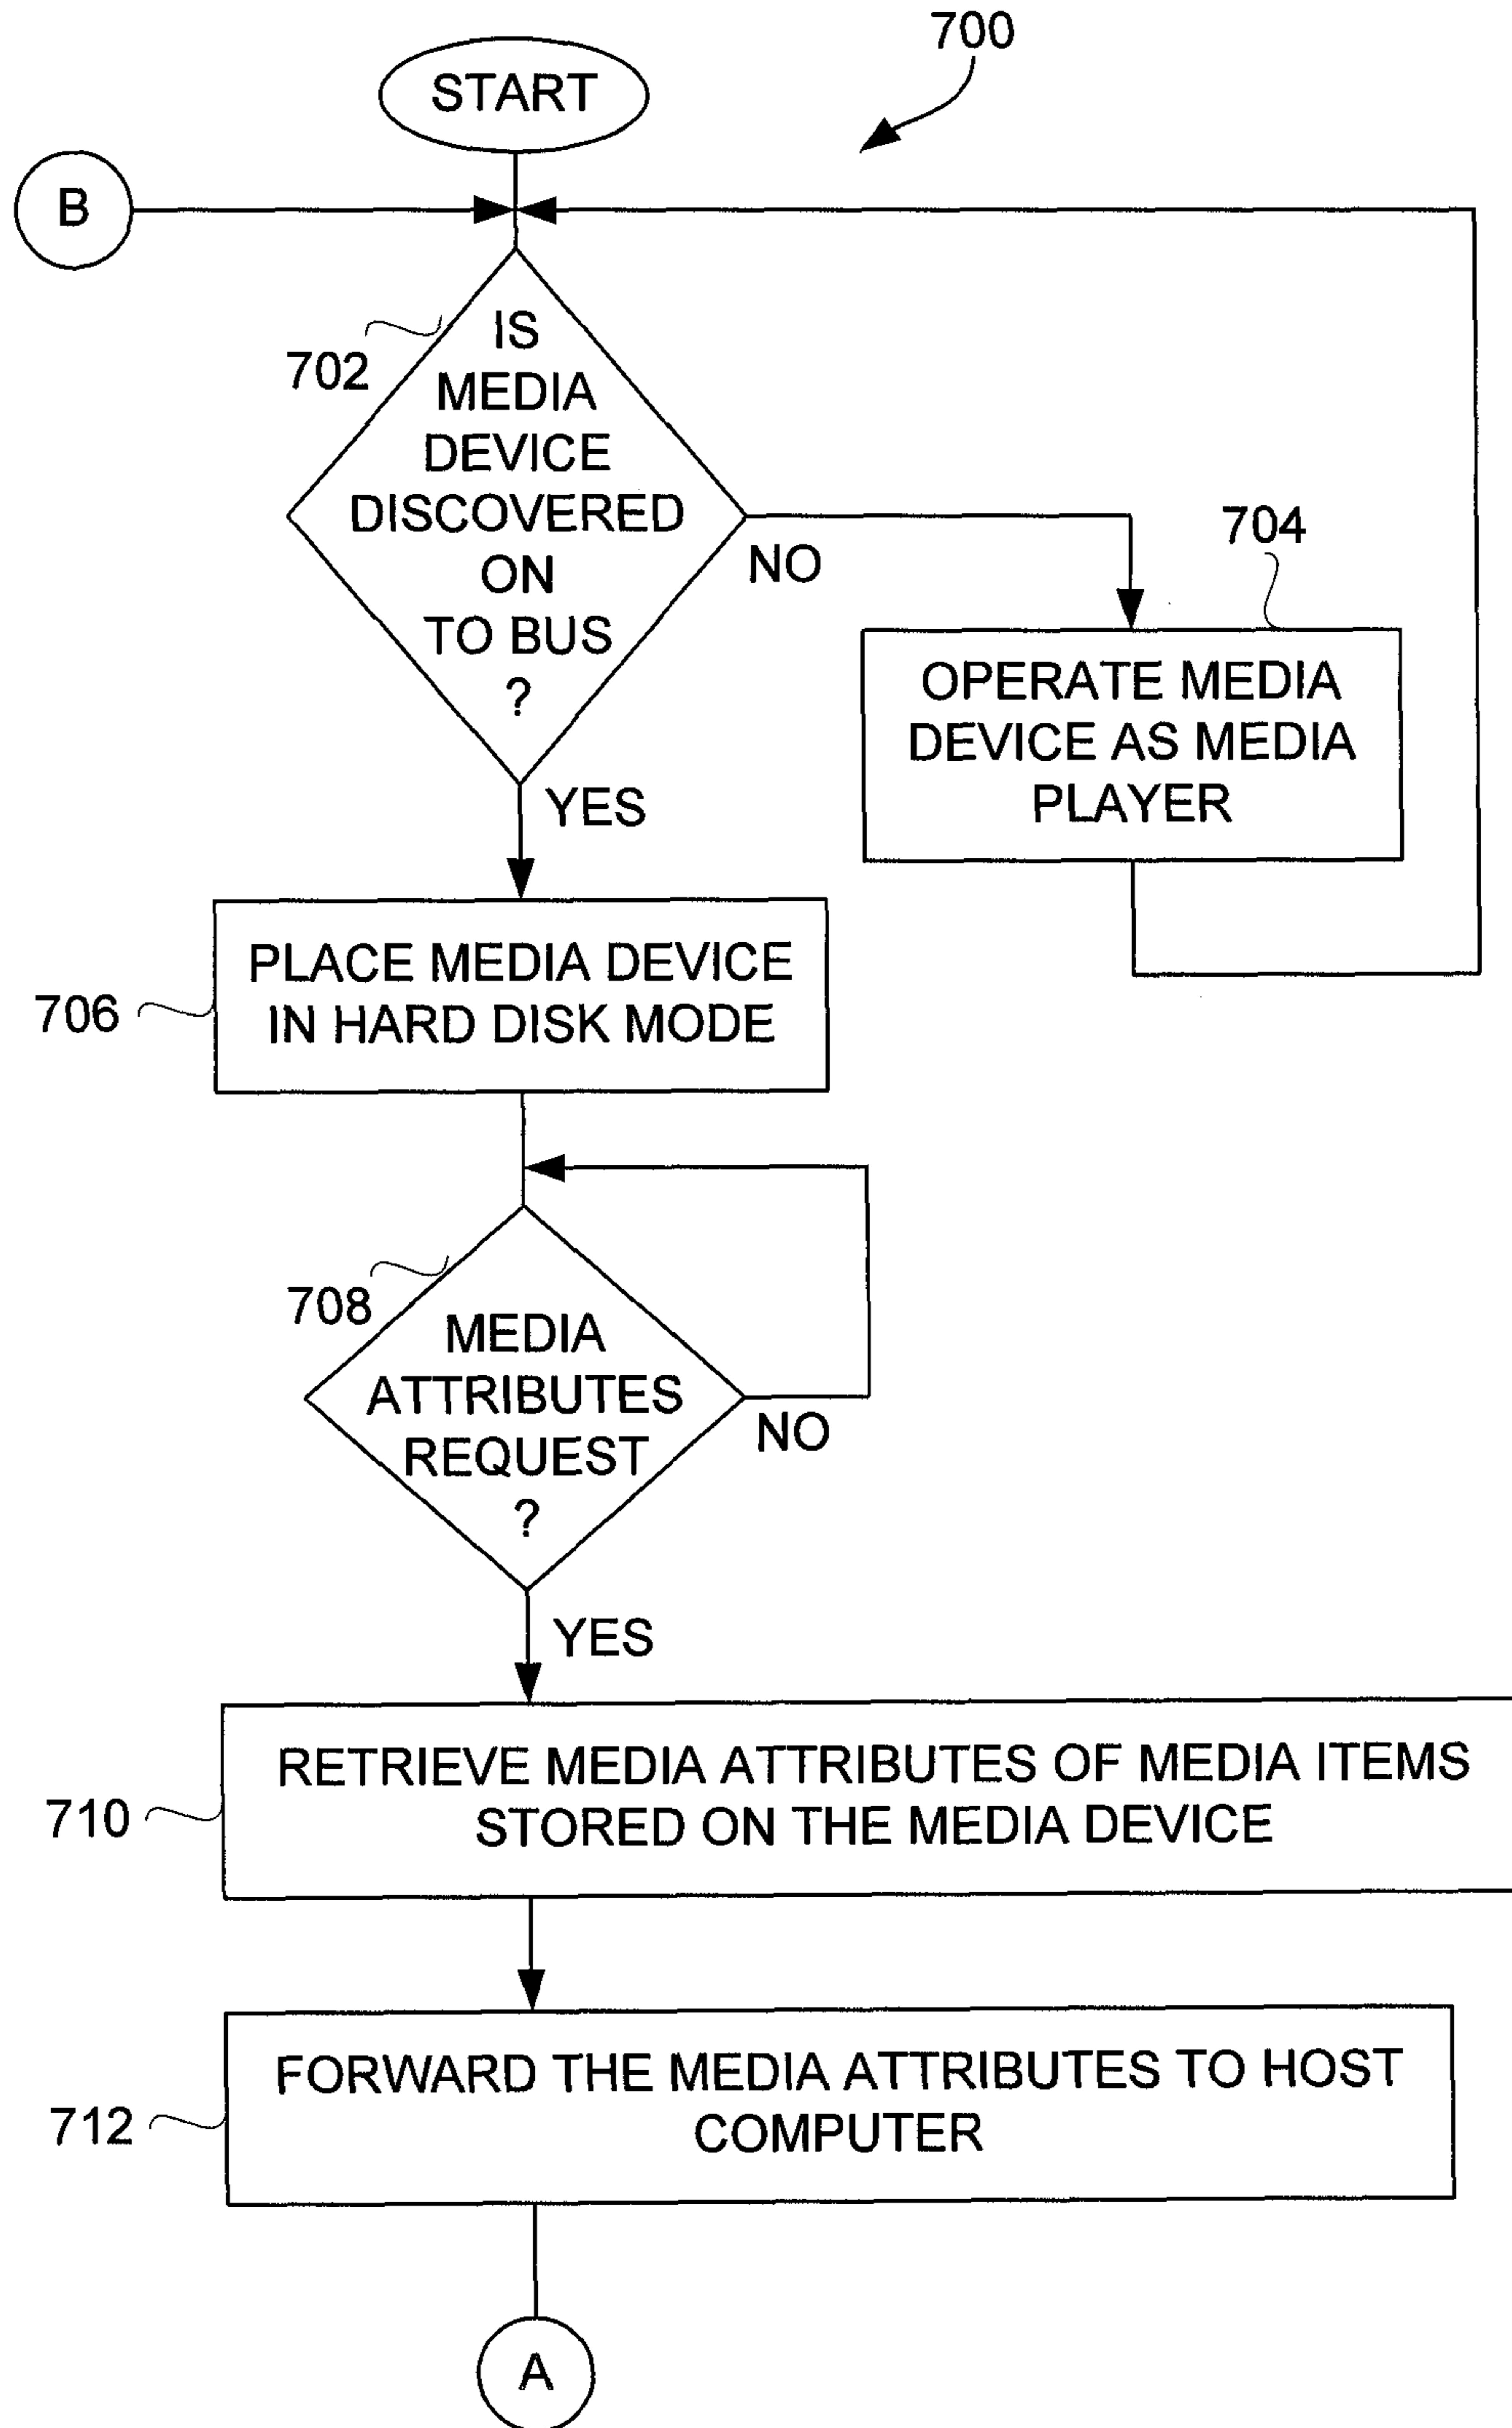 700
START
B
702
IS
MEDIA
DEVICE
DISCOVERED
ON
TO BUS
?
NO
704
OPERATE MEDIA
DEVICE AS MEDIA
PLAYER
YES
706
PLACE MEDIA DEVICE
IN HARD DISK MODE
708
MEDIA
ATTRIBUTES
REQUEST
?
NO
YES
710
RETRIEVE MEDIA ATTRIBUTES OF MEDIA ITEMS
STORED ON THE MEDIA DEVICE
712
FORWARD THE MEDIA ATTRIBUTES TO HOST
COMPUTER
A